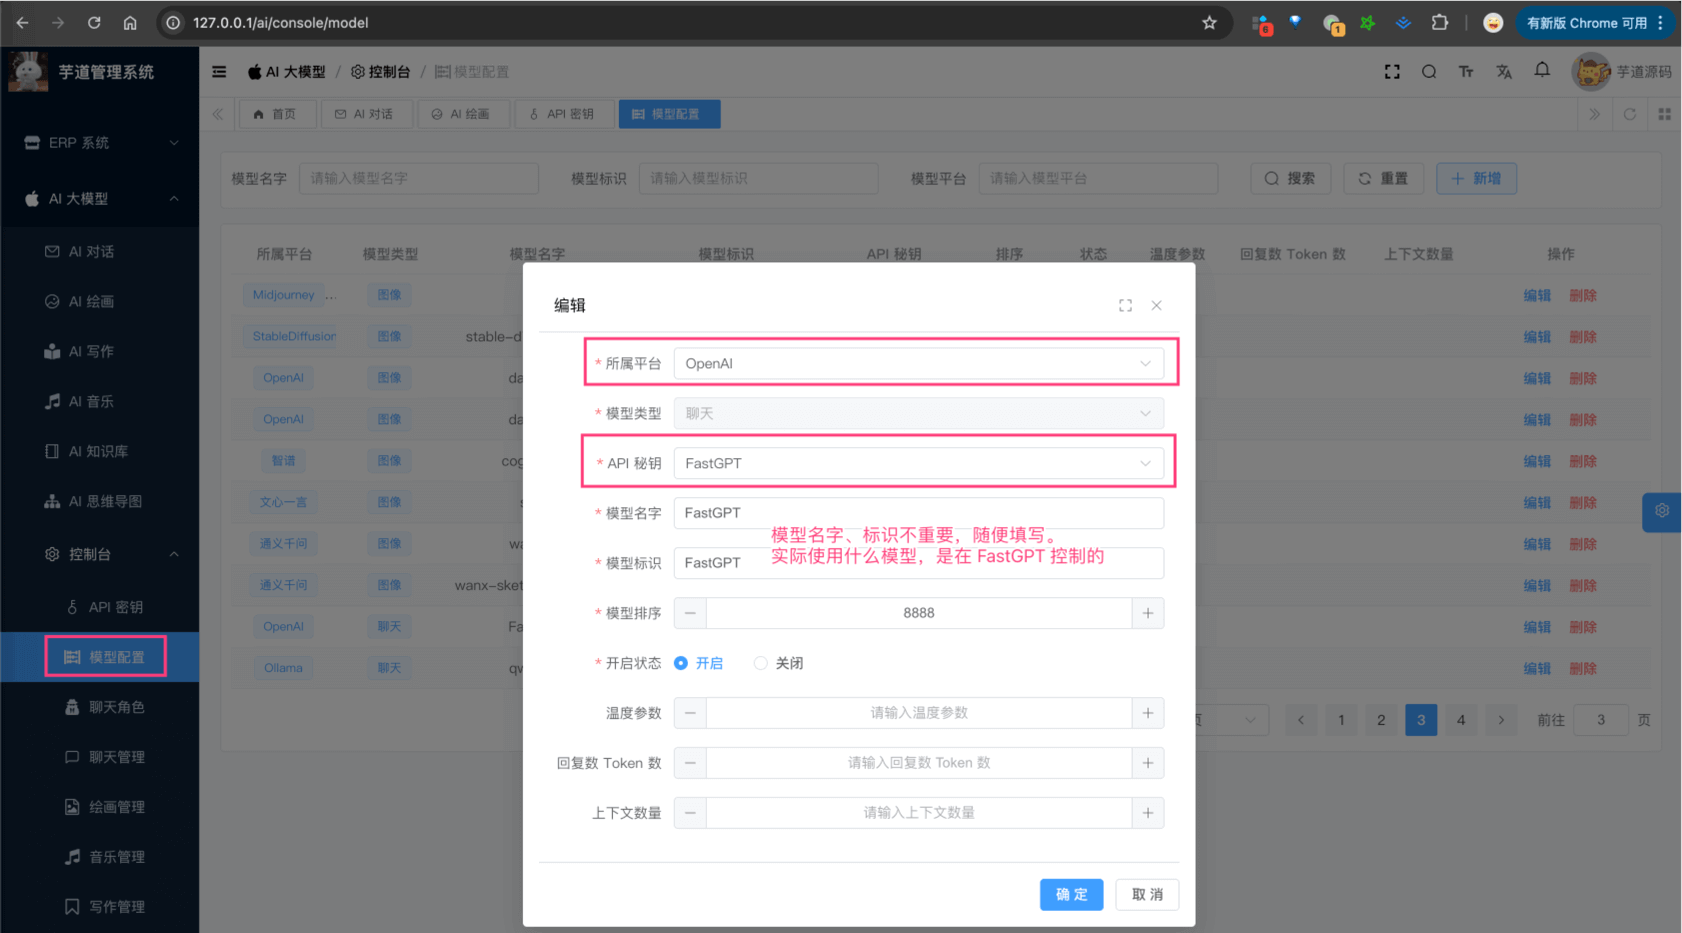 127.0.0.1/ai/console/model
6
1
有新版 Chrome 可用
芋道管理系统
AI 大模型 / 控制台 / 模型配置
芋道源码
首页
AI 对话
AI 绘画
API 密钥
模型配置
ERP 系统
AI 大模型
AI 对话
AI 绘画
AI 写作
AI 音乐
AI 知识库
AI 思维导图
控制台
API 密钥
模型配置
聊天角色
聊天管理
绘画管理
音乐管理
写作管理
模型名字 请输入模型名字 模型标识 请输入模型标识 模型平台 请输入模型平台 搜索 重置 新增
所属平台 模型类型 模型名字 模型标识 API 秘钥 排序 状态 温度参数 回复数 Token 数 上下文数量 操作
Midjourney ... 图像 编辑 删除
StableDiffusion 图像 stable-d 编辑 删除
OpenAI 图像 da 编辑 删除
OpenAI 图像 da 编辑 删除
智谱 图像 cog 编辑 删除
文心一言 图像 s 编辑 删除
通义千问 图像 wa 编辑 删除
通义千问 图像 wanx-sket 编辑 删除
OpenAI 聊天 Fa 编辑 删除
Ollama 聊天 qw 编辑 删除
页 1 2 3 4 前往 3 页
编辑
* 所属平台 OpenAI
* 模型类型 聊天
* API 秘钥 FastGPT
* 模型名字 FastGPT
模型名字、标识不重要，随便填写。
实际使用什么模型，是在 FastGPT 控制的
* 模型标识 FastGPT
* 模型排序 8888
* 开启状态 开启 关闭
温度参数 请输入温度参数
回复数 Token 数 请输入回复数 Token 数
上下文数量 请输入上下文数量
确 定 取 消